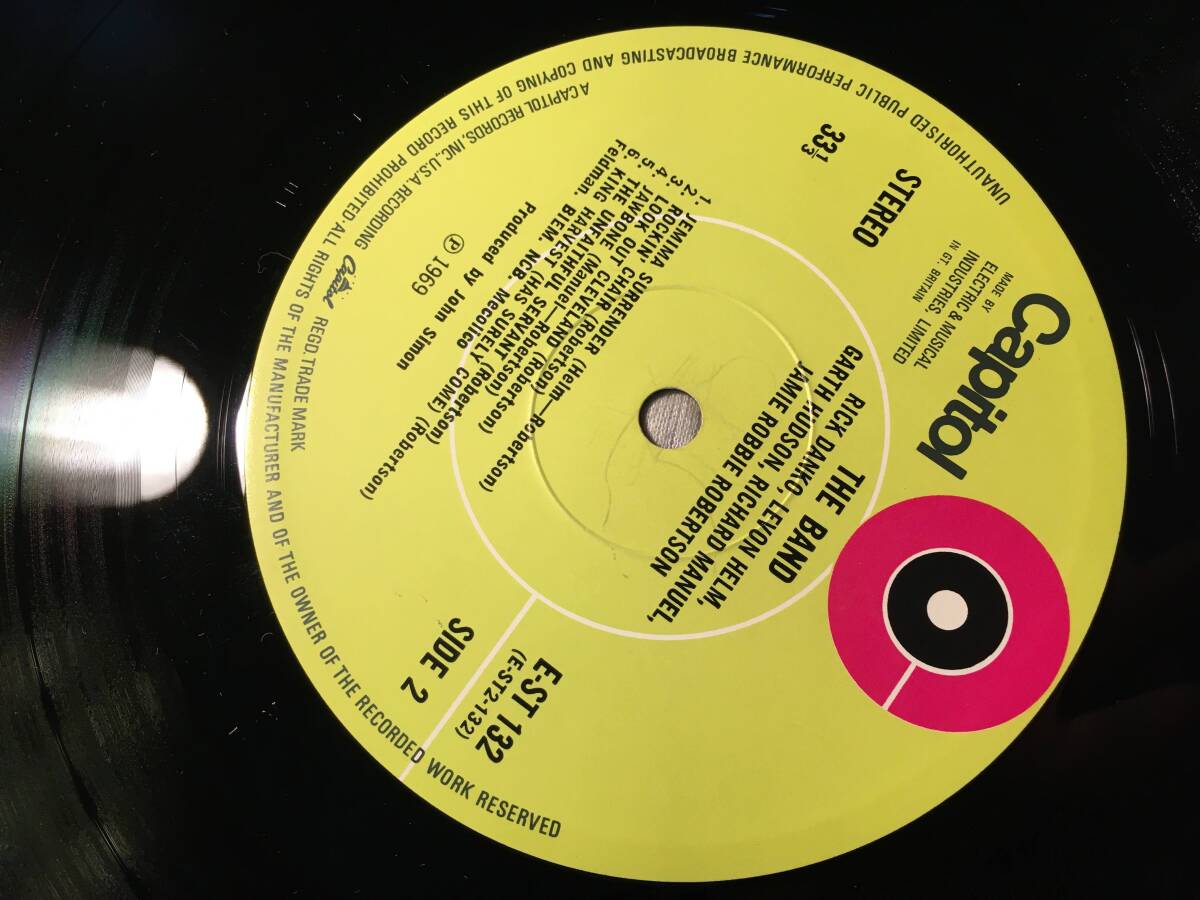 Capitol
MADE BY
ELECTRIC & MUSICAL
INDUSTRIES, LIMITED
IN GT. BRITAIN
STEREO
33⅓
THE BAND
RICK DANKO, LEVON HELM,
GARTH HUDSON, RICHARD MANUEL,
JAMIE ROBBIE ROBERTSON
E-ST 132
(E-ST2-132)
SIDE 2
1. JEMIMA SURRENDER (Helm—Robertson)
2. ROCKIN' CHAIR (Robertson)
3. LOOK OUT CLEVELAND (Robertson)
4. JAWBONE (Manuel—Robertson)
5. THE UNFAITHFUL SERVANT (Robertson)
6. KING HARVEST (HAS SURELY COME) (Robertson)
Feldman. BIEM. NCB. Mecolico
Produced by John Simon
℗ 1969
A CAPITOL RECORDS, INC., U.S.A. RECORDING
Capitol REGD. TRADE MARK
UNAUTHORISED PUBLIC PERFORMANCE BROADCASTING AND COPYING OF THIS RECORD PROHIBITED·ALL RIGHTS OF THE MANUFACTURER AND OF THE OWNER OF THE RECORDED WORK RESERVED